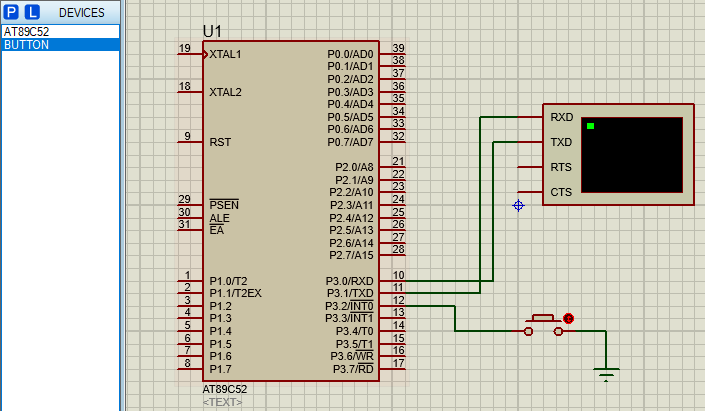 P L DEVICES
AT89C52
BUTTON
U1
19 XTAL1 P0.0/AD0 39
P0.1/AD1 38
P0.2/AD2 37
18 XTAL2 P0.3/AD3 36
P0.4/AD4 35
P0.5/AD5 34
P0.6/AD6 33
9 RST P0.7/AD7 32
P2.0/A8 21
P2.1/A9 22
P2.2/A10 23
29 PSEN P2.3/A11 24
30 ALE P2.4/A12 25
31 EA P2.5/A13 26
P2.6/A14 27
P2.7/A15 28
1 P1.0/T2 P3.0/RXD 10
2 P1.1/T2EX P3.1/TXD 11
3 P1.2 P3.2/INT0 12
4 P1.3 P3.3/INT1 13
5 P1.4 P3.4/T0 14
6 P1.5 P3.5/T1 15
7 P1.6 P3.6/WR 16
8 P1.7 P3.7/RD 17
AT89C52
<TEXT>
RXD
TXD
RTS
CTS